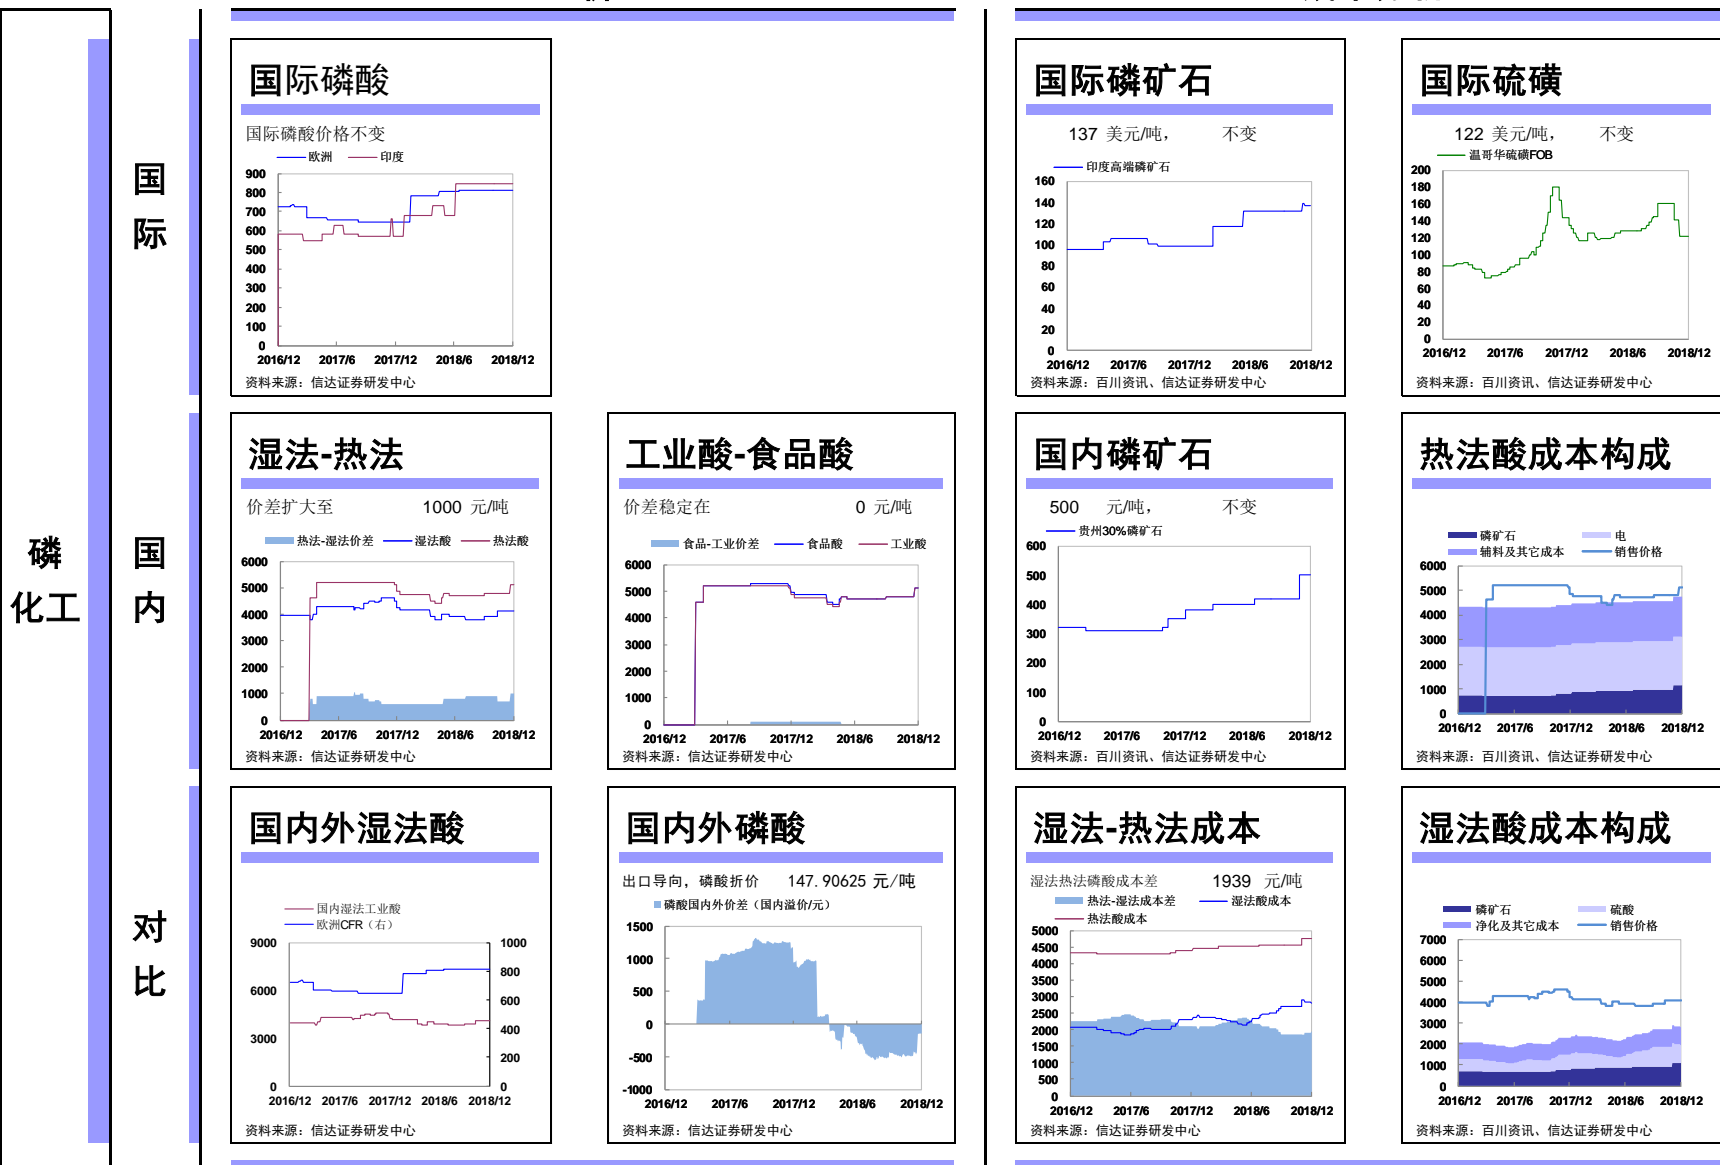 磷
化工
国
际
国际磷酸
国际磷酸价格不变
欧洲 印度
900
800
700
600
500
400
300
200
100
0
2016/12 2017/6 2017/12 2018/6 2018/12
资料来源：信达证券研发中心
国际磷矿石
137 美元/吨， 不变
印度高端磷矿石
160
140
120
100
80
60
40
20
0
2016/12 2017/6 2017/12 2018/6 2018/12
资料来源：百川资讯、信达证券研发中心
国际硫磺
122 美元/吨， 不变
温哥华硫磺FOB
200
180
160
140
120
100
80
60
40
20
0
2016/12 2017/6 2017/12 2018/6 2018/12
资料来源：百川资讯、信达证券研发中心
国
内
湿法-热法
价差扩大至 1000 元/吨
热法-湿法价差 湿法酸 热法酸
6000
5000
4000
3000
2000
1000
0
2016/12 2017/6 2017/12 2018/6 2018/12
资料来源：信达证券研发中心
工业酸-食品酸
价差稳定在 0 元/吨
食品-工业价差 食品酸 工业酸
6000
5000
4000
3000
2000
1000
0
2016/12 2017/6 2017/12 2018/6 2018/12
资料来源：信达证券研发中心
国内磷矿石
500 元/吨， 不变
贵州30%磷矿石
600
500
400
300
200
100
0
2016/12 2017/6 2017/12 2018/6 2018/12
资料来源：百川资讯、信达证券研发中心
热法酸成本构成
磷矿石 电
辅料及其它成本 销售价格
6000
5000
4000
3000
2000
1000
0
2016/12 2017/6 2017/12 2018/6 2018/12
资料来源：百川资讯、信达证券研发中心
对
比
国内外湿法酸
国内湿法工业酸
欧洲CFR（右）
9000
6000
3000
0
1000
800
600
400
200
0
2016/12 2017/6 2017/12 2018/6 2018/12
资料来源：信达证券研发中心
国内外磷酸
出口导向，磷酸折价 147.90625 元/吨
磷酸国内外价差（国内溢价/元）
1500
1000
500
0
-500
-1000
2016/12 2017/6 2017/12 2018/6 2018/12
资料来源：信达证券研发中心
湿法-热法成本
湿法热法磷酸成本差 1939 元/吨
热法-湿法成本差 湿法酸成本
热法酸成本
5000
4500
4000
3500
3000
2500
2000
1500
1000
500
0
2016/12 2017/6 2017/12 2018/6 2018/12
资料来源：信达证券研发中心
湿法酸成本构成
磷矿石 硫酸
净化及其它成本 销售价格
7000
6000
5000
4000
3000
2000
1000
0
2016/12 2017/6 2017/12 2018/6 2018/12
资料来源：百川资讯、信达证券研发中心